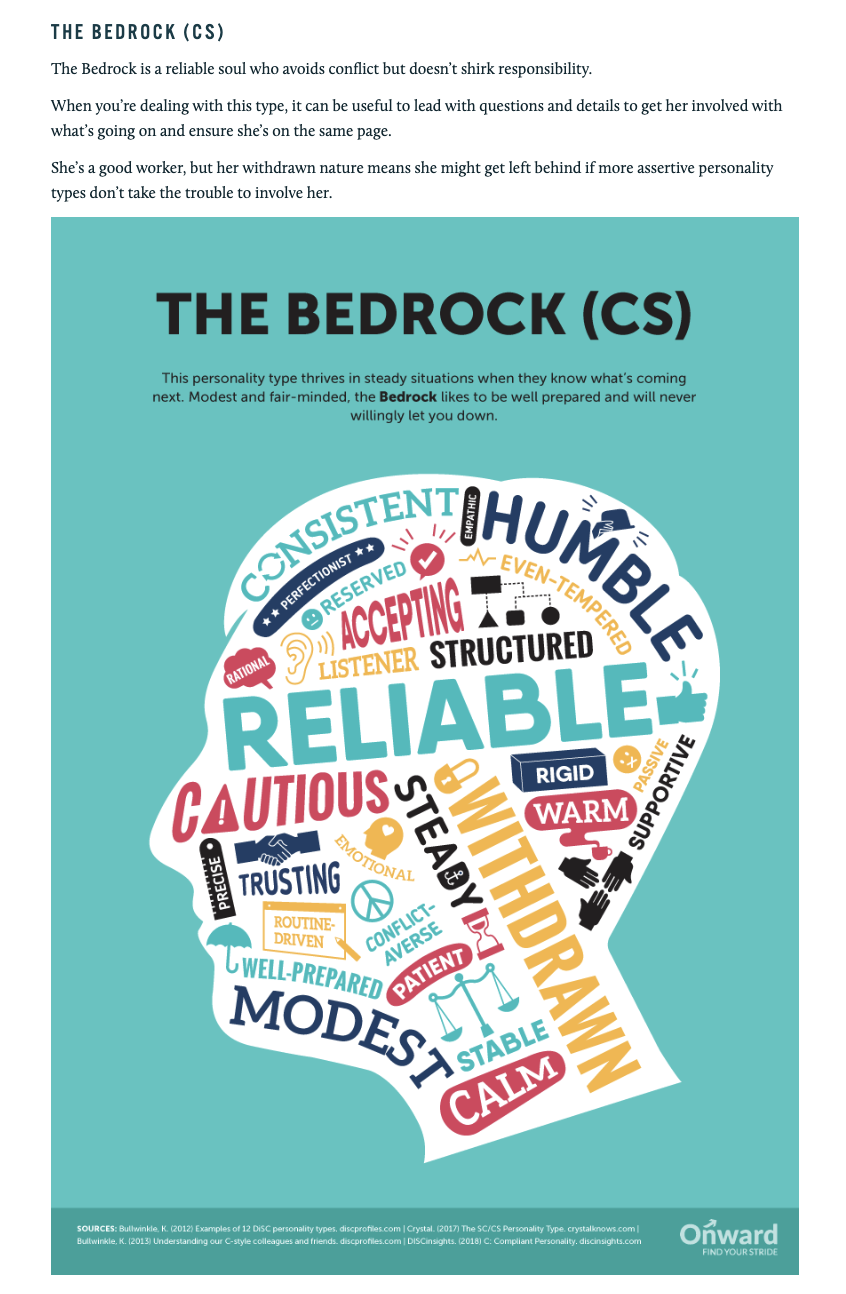 THE BEDROCK (CS)
The Bedrock is a reliable soul who avoids conflict but doesn’t shirk responsibility.
When you’re dealing with this type, it can be useful to lead with questions and details to get her involved with
what’s going on and ensure she’s on the same page.
She’s a good worker, but her withdrawn nature means she might get left behind if more assertive personality
types don’t take the trouble to involve her.
THE BEDROCK (CS)
This personality type thrives in steady situations when they know what’s coming
next. Modest and fair-minded, the Bedrock likes to be well prepared and will never
willingly let you down.
CONSISTENT
EMPATHIC
HUMBLE
PERFECTIONIST
RESERVED
EVEN-TEMPERED
ACCEPTING
RATIONAL
LISTENER
STRUCTURED
RELIABLE
CAUTIOUS
STEADY
WITHDRAWN
RIGID
PASSIVE
WARM
SUPPORTIVE
PRECISE
TRUSTING
EMOTIONAL
ROUTINE-
DRIVEN
CONFLICT-
AVERSE
WELL-PREPARED
PATIENT
MODEST
STABLE
CALM
SOURCES: Bullwinkle, K. (2012) Examples of 12 DiSC personality types. discprofiles.com | Crystal. (2017) The SC/CS Personality Type. crystalknows.com |
Bullwinkle, K. (2013) Understanding our C-style colleagues and friends. discprofiles.com | DISCinsights. (2018) C: Compliant Personality. discinsights.com
Onward
FIND YOUR STRIDE